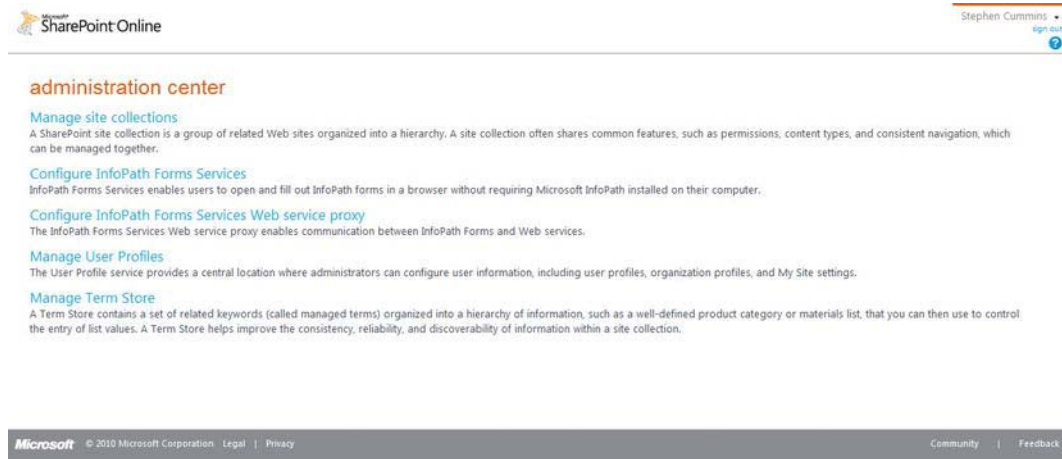 Microsoft
SharePoint Online
Stephen Cummins
sign out
administration center
Manage site collections
A SharePoint site collection is a group of related Web sites organized into a hierarchy. A site collection often shares common features, such as permissions, content types, and consistent navigation, which
can be managed together.
Configure InfoPath Forms Services
InfoPath Forms Services enables users to open and fill out InfoPath forms in a browser without requiring Microsoft InfoPath installed on their computer.
Configure InfoPath Forms Services Web service proxy
The InfoPath Forms Services Web service proxy enables communication between InfoPath Forms and Web services.
Manage User Profiles
The User Profile service provides a central location where administrators can configure user information, including user profiles, organization profiles, and My Site settings.
Manage Term Store
A Term Store contains a set of related keywords (called managed terms) organized into a hierarchy of information, such as a well-defined product category or materials list, that you can then use to control
the entry of list values. A Term Store helps improve the consistency, reliability, and discoverability of information within a site collection.
Microsoft © 2010 Microsoft Corporation Legal | Privacy Community | Feedback